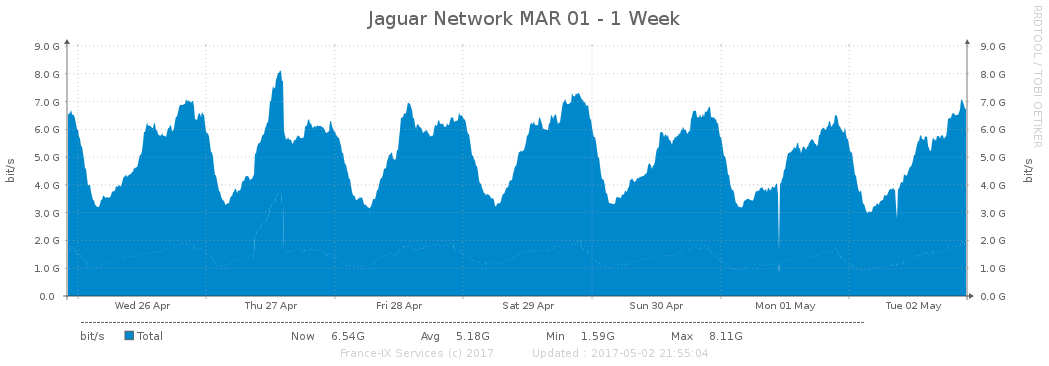 Jaguar Network MAR 01 - 1 Week
RRDTOOL / TOBI OETIKER
9.0 G 9.0 G
8.0 G 8.0 G
7.0 G 7.0 G
6.0 G 6.0 G
5.0 G 5.0 G
4.0 G 4.0 G
3.0 G 3.0 G
2.0 G 2.0 G
1.0 G 1.0 G
0.0 0.0 G
bit/s bit/s
Wed 26 Apr Thu 27 Apr Fri 28 Apr Sat 29 Apr Sun 30 Apr Mon 01 May Tue 02 May
bit/s Total Now 6.54G Avg 5.18G Min 1.59G Max 8.11G
France-IX Services (c) 2017 Updated : 2017-05-02 21:55:04